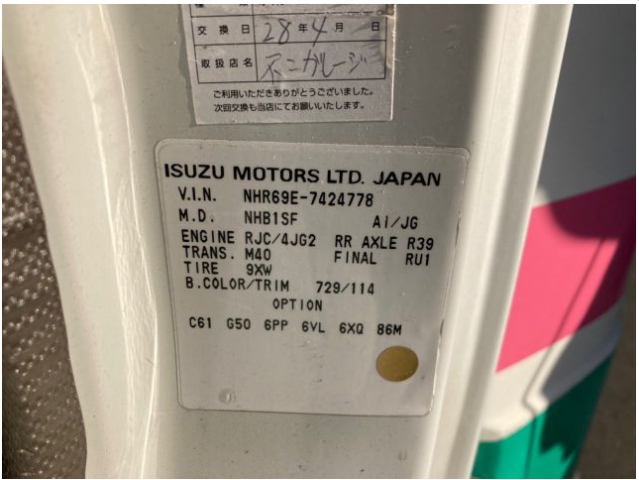 交換日 28年4月 日
取扱店名 不二ガレージ
ご利用いただきありがとうございました。
次回交換も当店にてお願いいたします。
ISUZU MOTORS LTD. JAPAN
V.I.N. NHR69E-7424778
M.D. NHB1SF A1/JG
ENGINE RJC/4JG2 RR AXLE R39
TRANS. M40 FINAL RU1
TIRE 9XW
B.COLOR/TRIM 729/114
OPTION
C61 G50 6PP 6VL 6XQ 86M